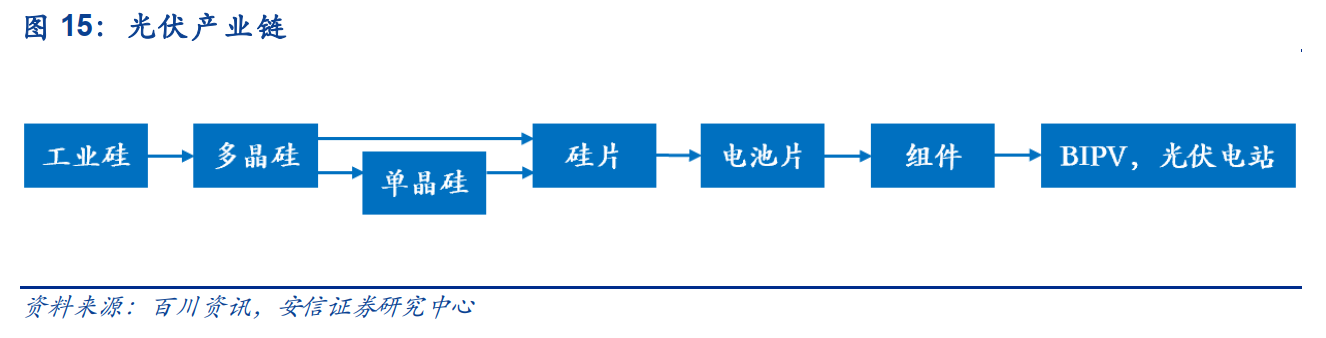 图 15：光伏产业链
工业硅
多晶硅
单晶硅
硅片
电池片
组件
BIPV，光伏电站
资料来源：百川资讯，安信证券研究中心